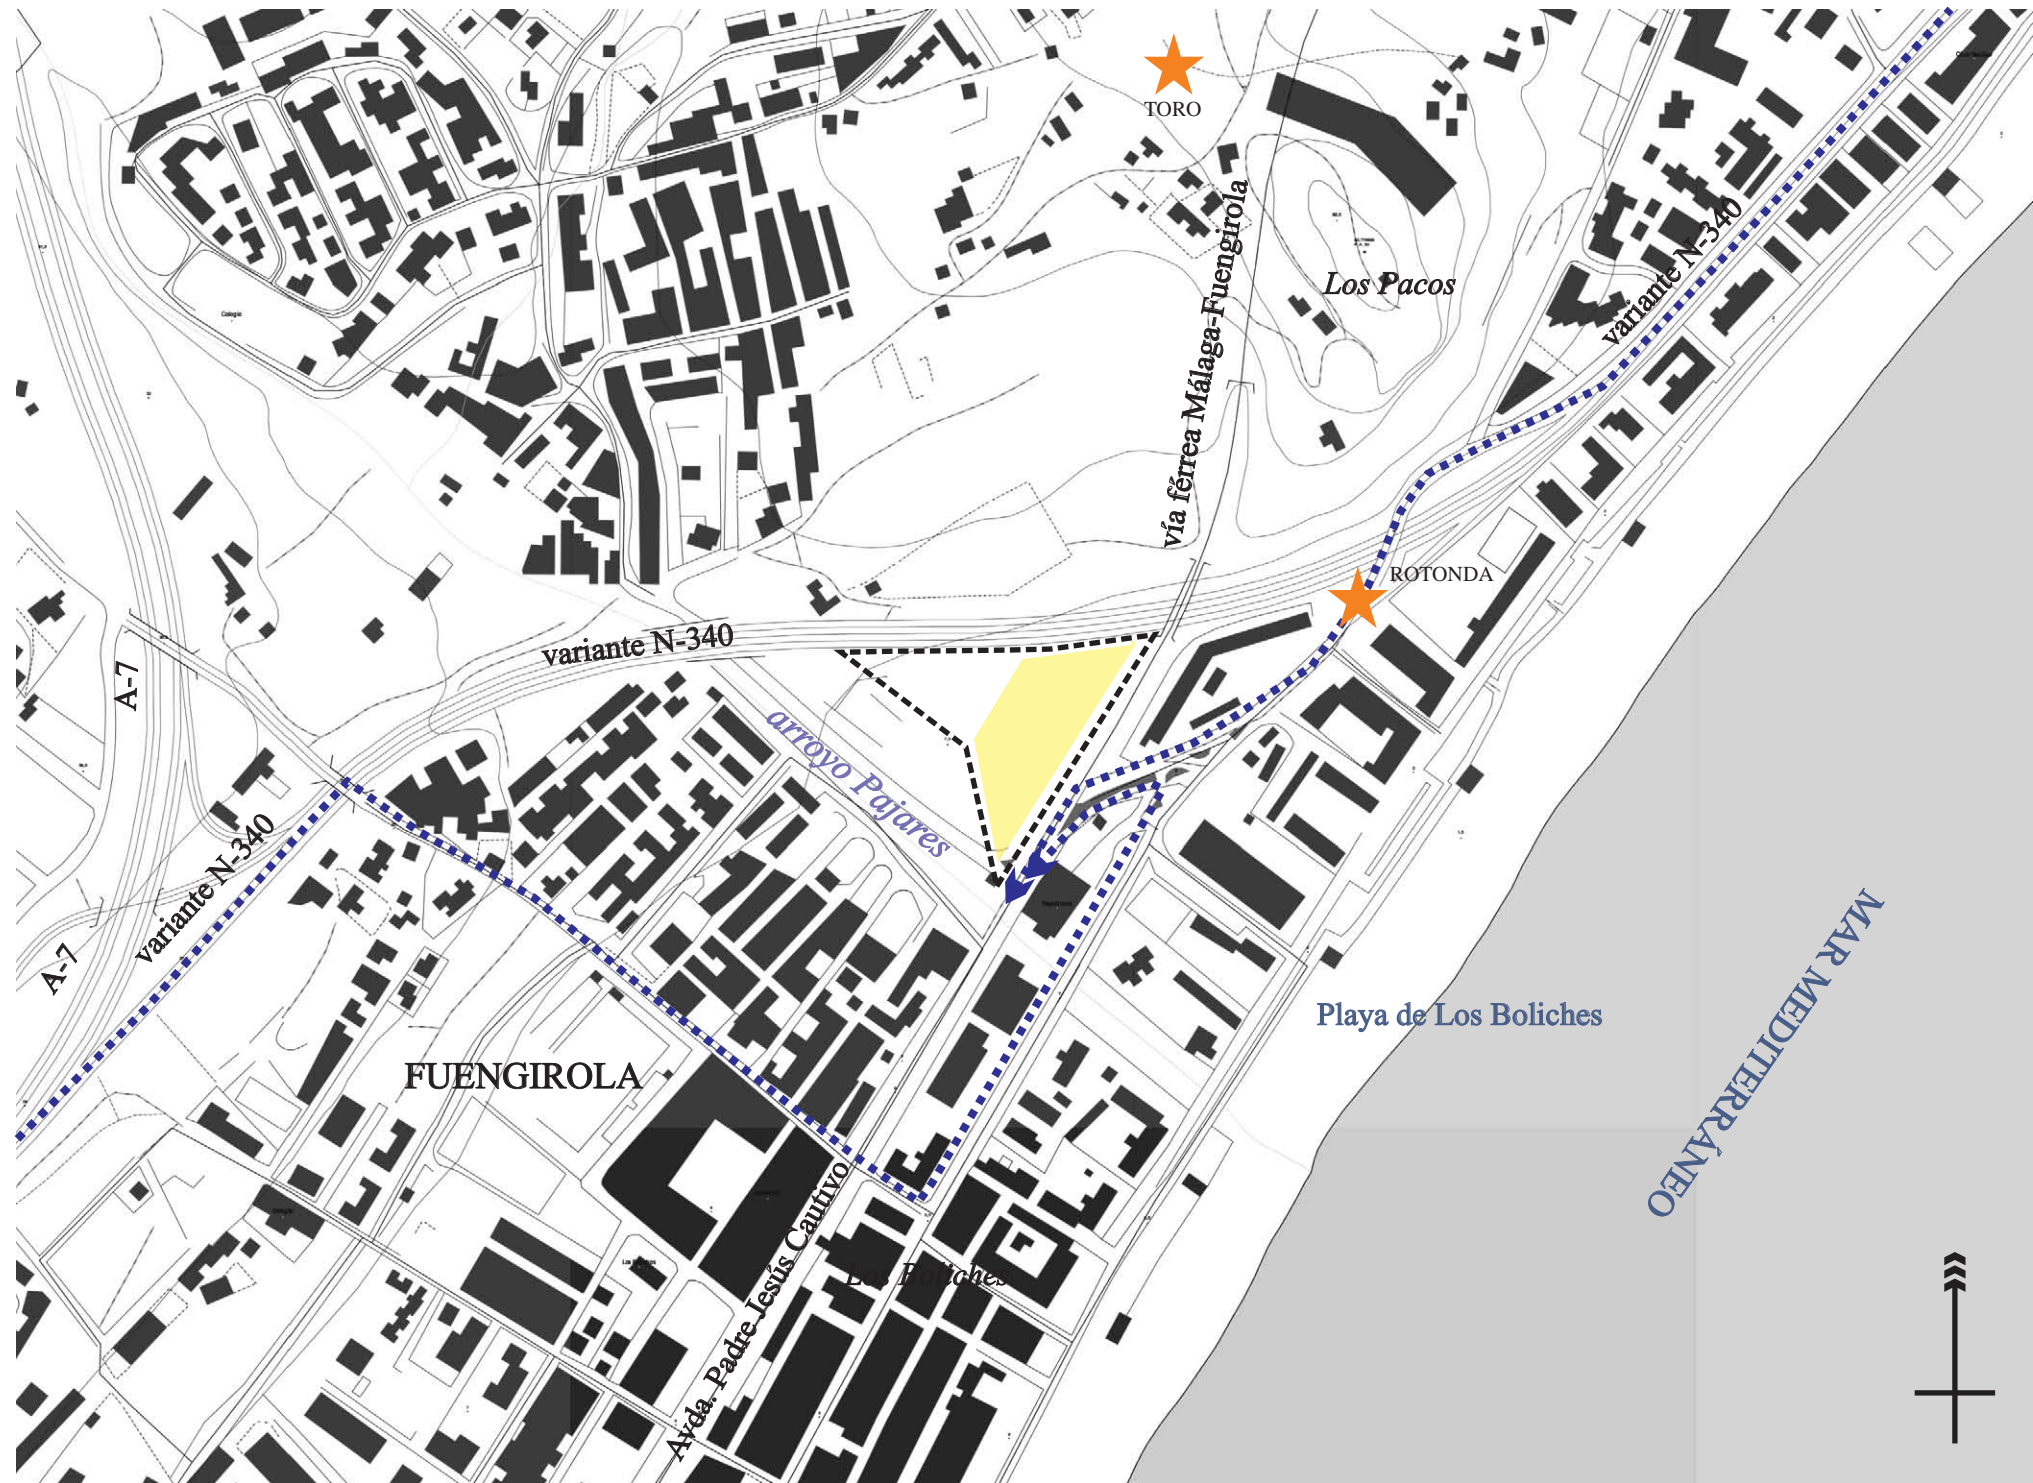 TORO
vía férrea Málaga-Fuengirola
Los Pacos
variante N-340
Colegio
ROTONDA
variante N-340
A-7
arroyo Pajares
variante N-340
A-7
MAR MEDITERRÁNEO
Playa de Los Boliches
FUENGIROLA
Avda. Padre Jesús Cautivo
Los Boliches